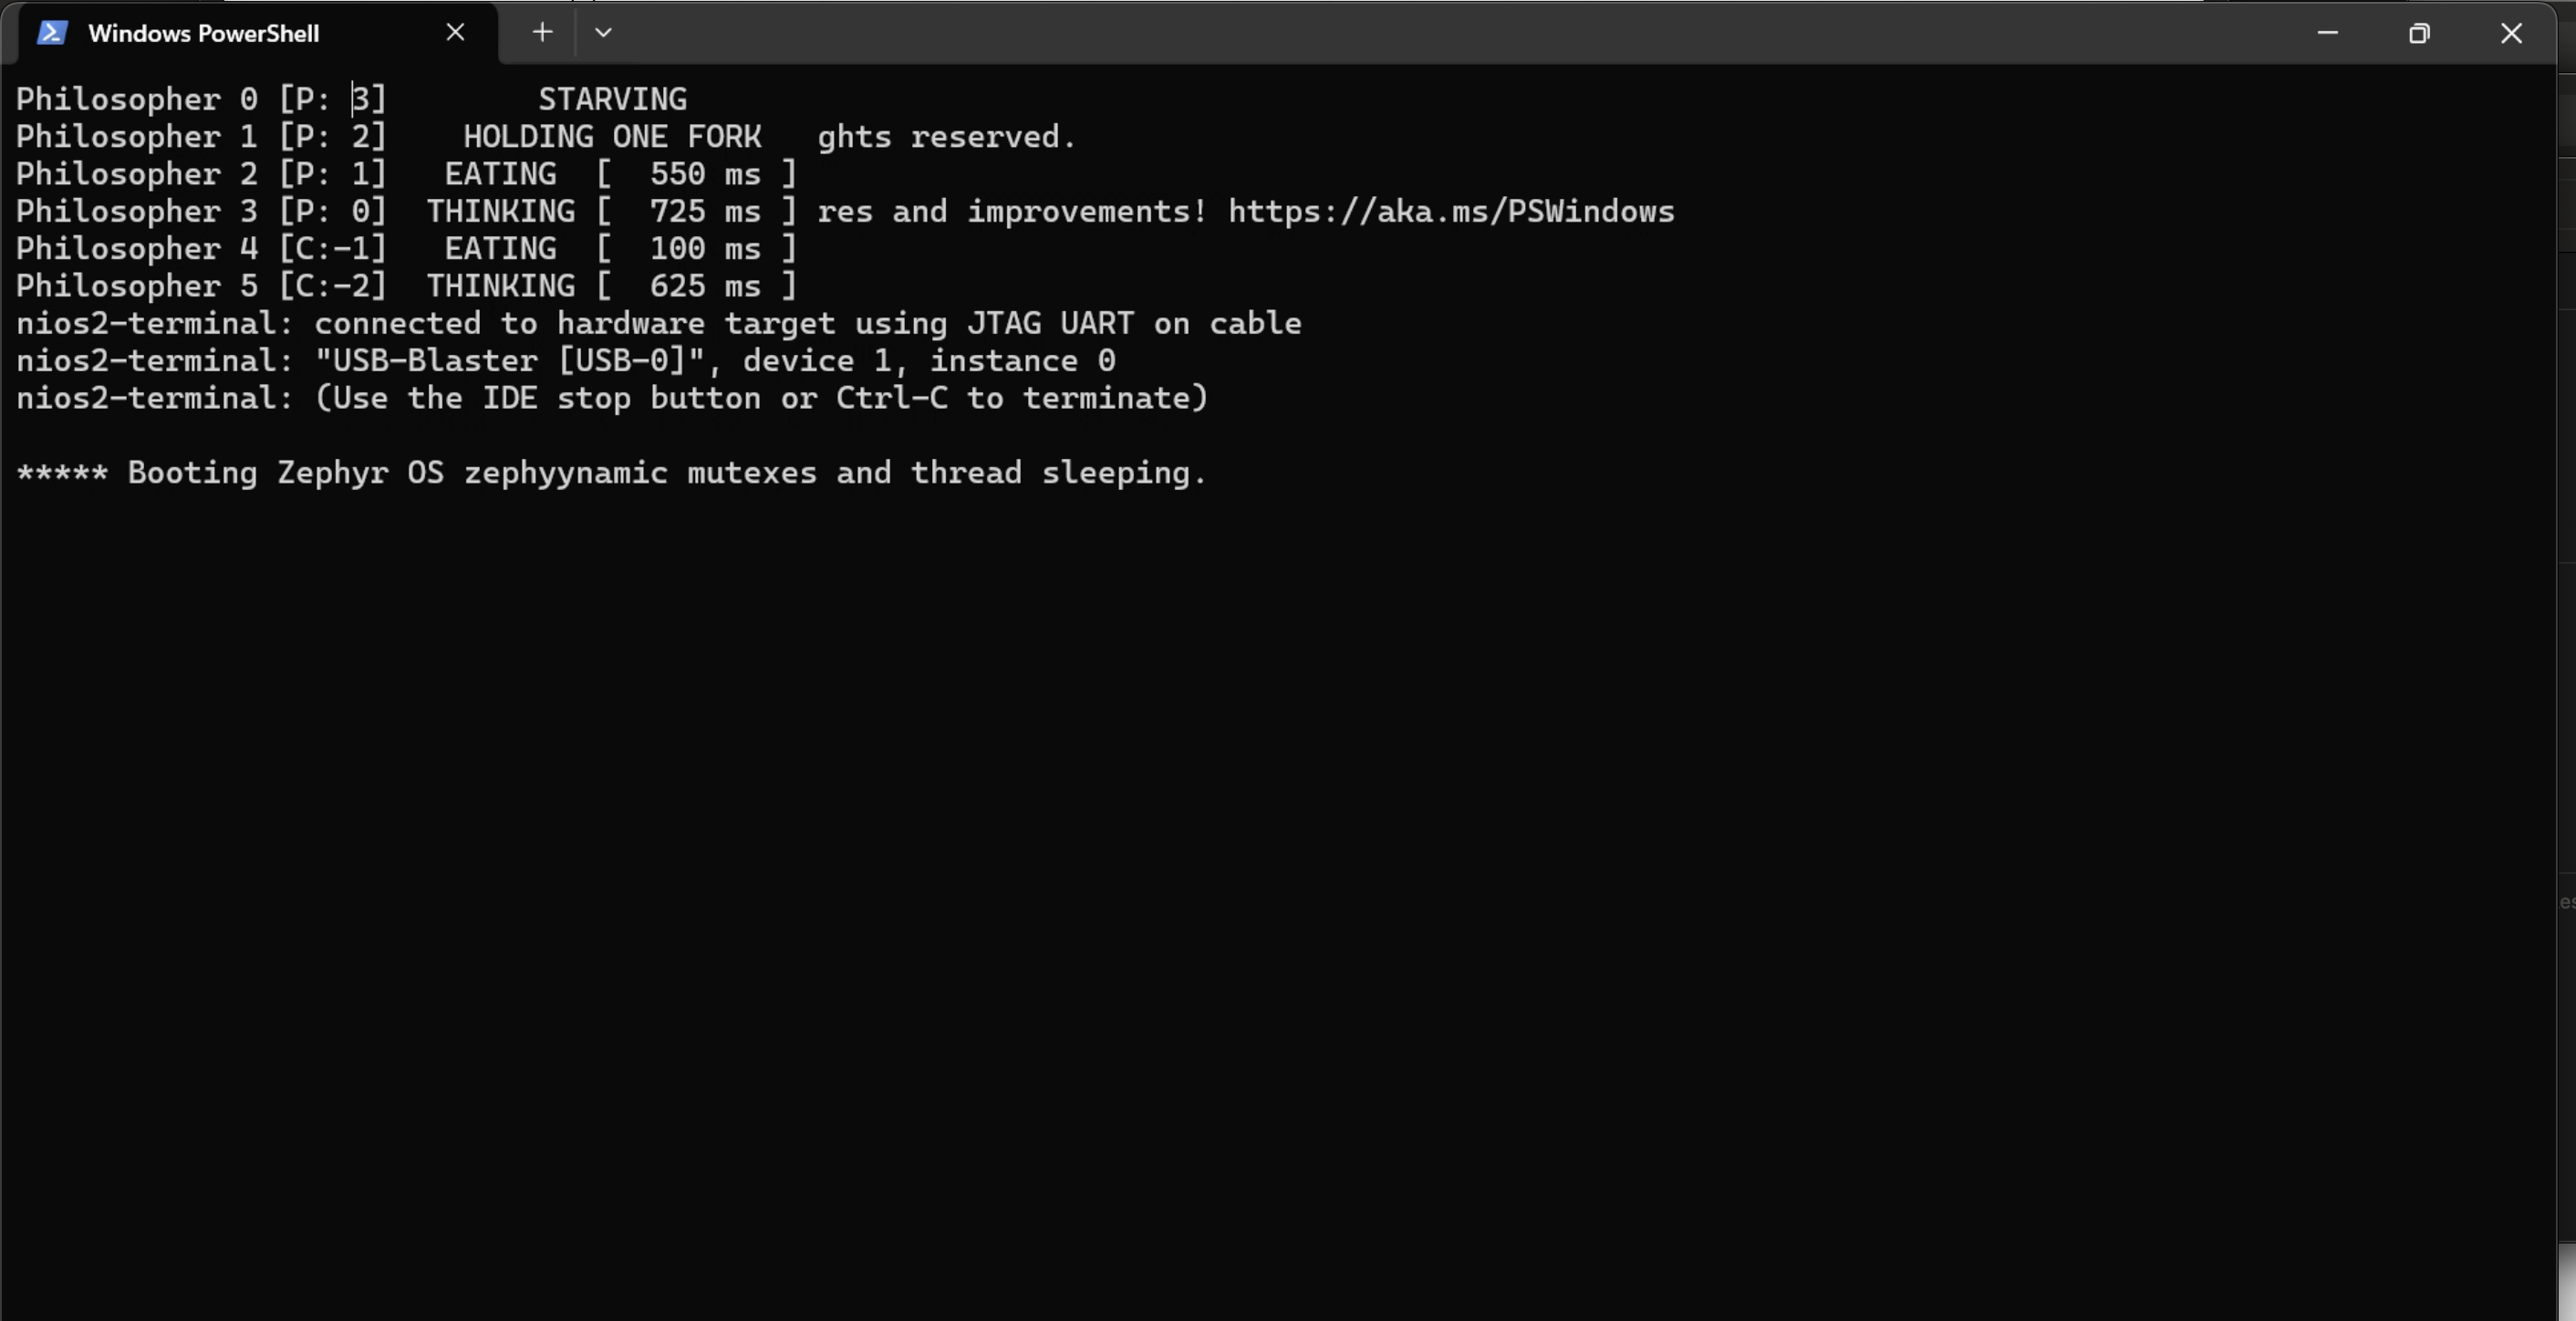 Windows PowerShell
Philosopher 0 [P: 3]        STARVING
Philosopher 1 [P: 2]    HOLDING ONE FORK   ghts reserved.
Philosopher 2 [P: 1]   EATING  [  550 ms ]
Philosopher 3 [P: 0]  THINKING [  725 ms ] res and improvements! https://aka.ms/PSWindows
Philosopher 4 [C:-1]   EATING  [  100 ms ]
Philosopher 5 [C:-2]  THINKING [  625 ms ]
nios2-terminal: connected to hardware target using JTAG UART on cable
nios2-terminal: "USB-Blaster [USB-0]", device 1, instance 0
nios2-terminal: (Use the IDE stop button or Ctrl-C to terminate)
***** Booting Zephyr OS zephyynamic mutexes and thread sleeping.